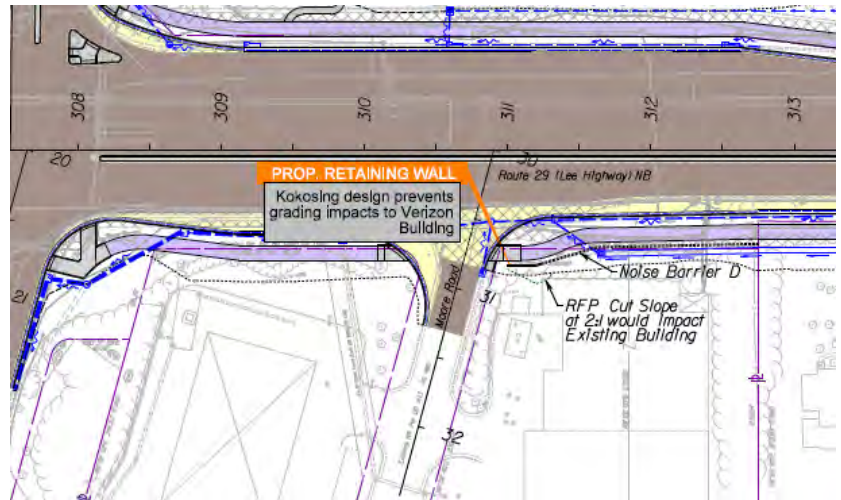 308
309
310
311
312
313
20
30
PROP. RETAINING WALL
Route 29 (Lee Highway) NB
Kokosing design prevents
grading impacts to Verizon
Building
Noise Barrier D
21
31
Moore Road
RFP Cut Slope
at 2:1 would Impact
Existing Building
32